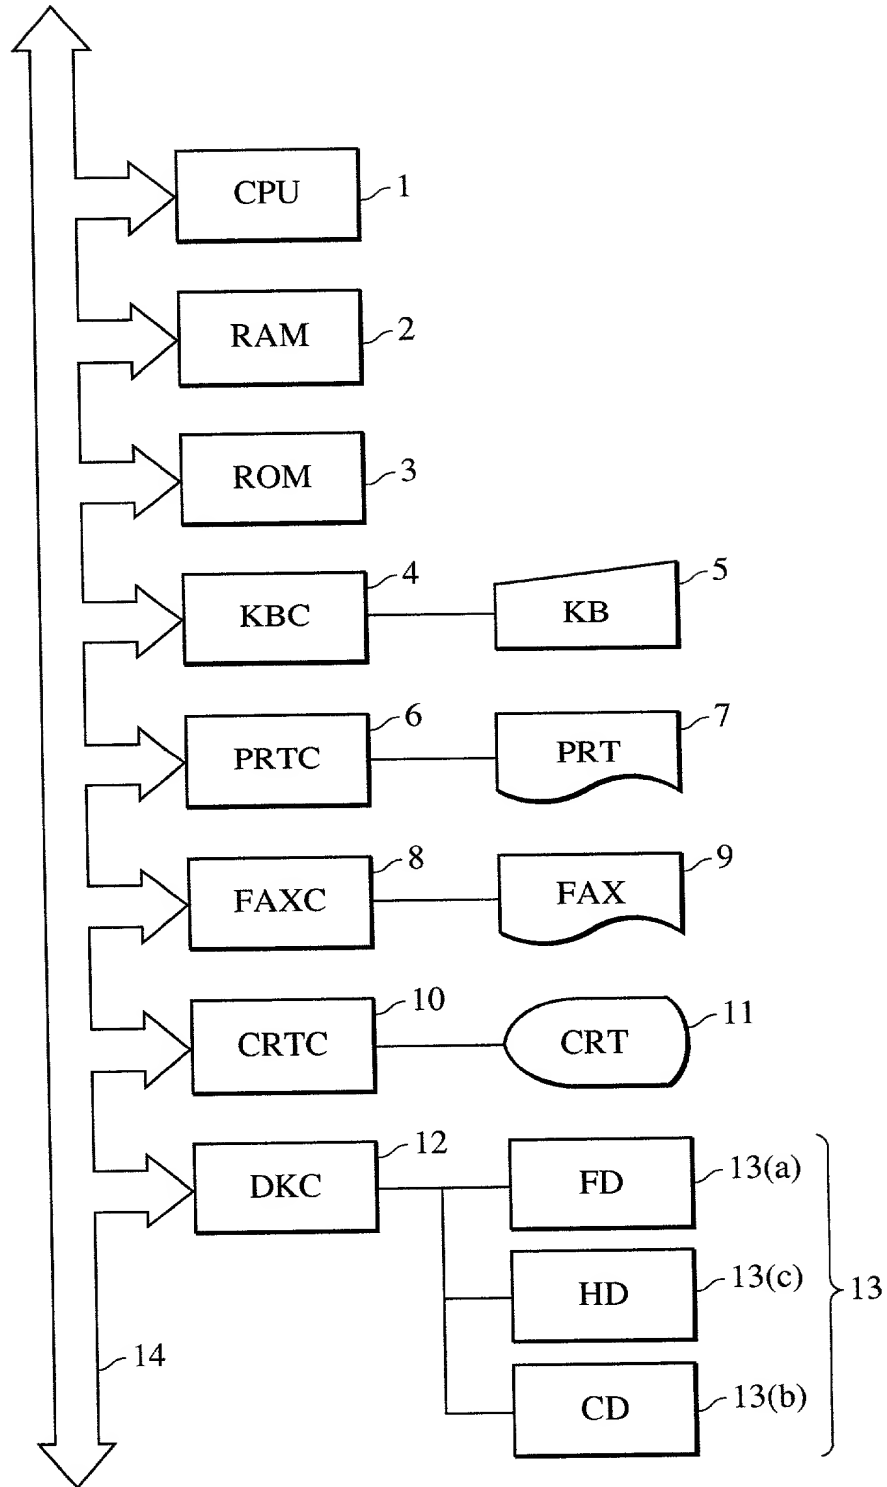 CPU 1
RAM 2
ROM 3
KBC 4 KB 5
PRTC 6 PRT 7
FAXC 8 FAX 9
CRTC 10 CRT 11
DKC 12 FD 13(a)
HD 13(c) 13
CD 13(b)
14